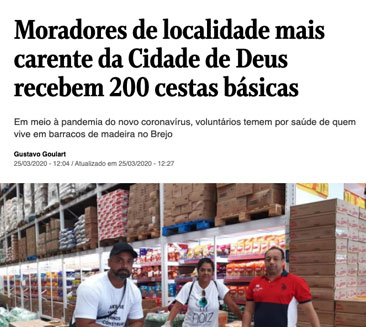 Moradores de localidade mais
carente da Cidade de Deus
recebem 200 cestas básicas
Em meio à pandemia do novo coronavírus, voluntários temem por saúde de quem
vive em barracos de madeira no Brejo
Gustavo Goulart
25/03/2020 - 12:04 / Atualizado em 25/03/2020 - 12:27